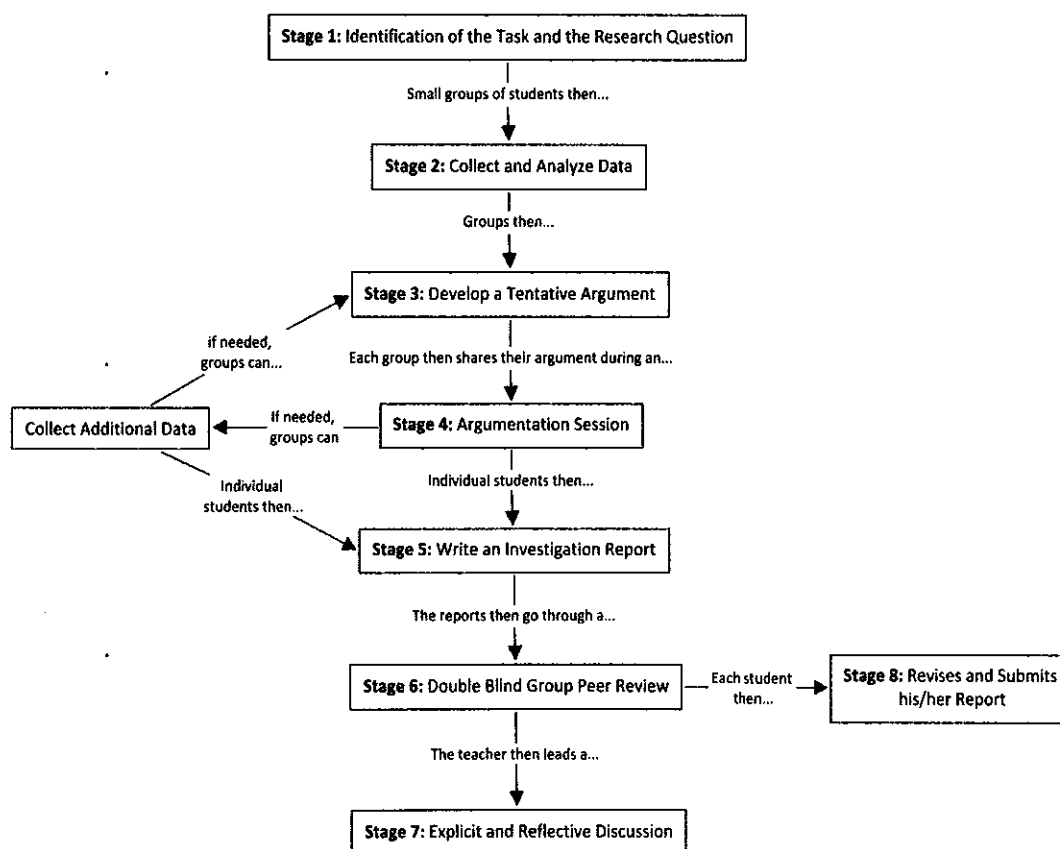 Stage 1: Identification of the Task and the Research Question
Small groups of students then...
Stage 2: Collect and Analyze Data
Groups then...
Stage 3: Develop a Tentative Argument
if needed,
groups can...
Each group then shares their argument during an...
Collect Additional Data
If needed,
groups can
Stage 4: Argumentation Session
Individual
students then...
Individual students then...
Stage 5: Write an Investigation Report
The reports then go through a...
Stage 6: Double Blind Group Peer Review
Each student
then...
Stage 8: Revises and Submits
his/her Report
The teacher then leads a...
Stage 7: Explicit and Reflective Discussion